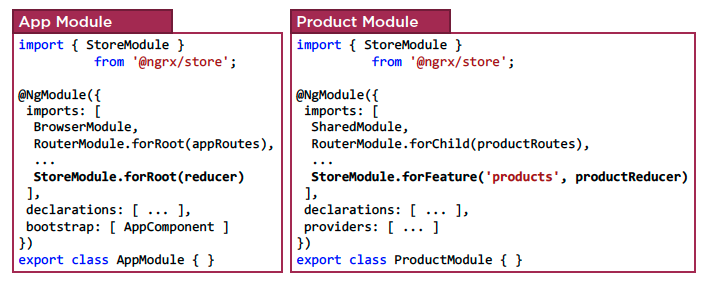 App Module
import { StoreModule }
from '@ngrx/store';
@NgModule({
imports: [
BrowserModule,
RouterModule.forRoot(appRoutes),
...
StoreModule.forRoot(reducer)
],
declarations: [ ... ],
bootstrap: [ AppComponent ]
})
export class AppModule { }
Product Module
import { StoreModule }
from '@ngrx/store';
@NgModule({
imports: [
SharedModule,
RouterModule.forChild(productRoutes),
...
StoreModule.forFeature('products', productReducer)
],
declarations: [ ... ],
providers: [ ... ]
})
export class ProductModule { }